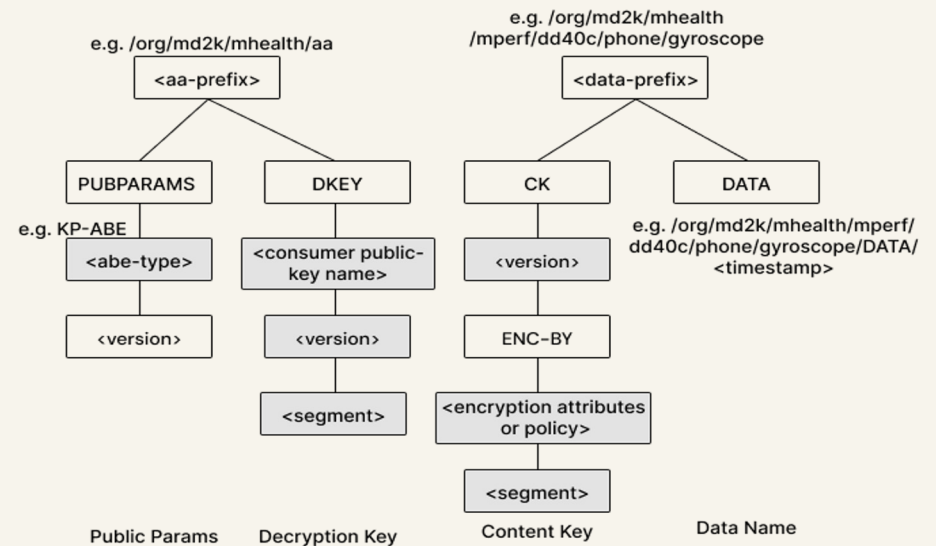 e.g. /org/md2k/mhealth/aa
<aa-prefix>
e.g. /org/md2k/mhealth
/mperf/dd40c/phone/gyroscope
<data-prefix>
PUBPARAMS
DKEY
CK
DATA
e.g. KP-ABE
<abe-type>
<version>
<consumer public-
key name>
<version>
<segment>
<version>
ENC-BY
<encryption attributes
or policy>
<segment>
e.g. /org/md2k/mhealth/mperf/
dd40c/phone/gyroscope/DATA/
<timestamp>
Public Params
Decryption Key
Content Key
Data Name